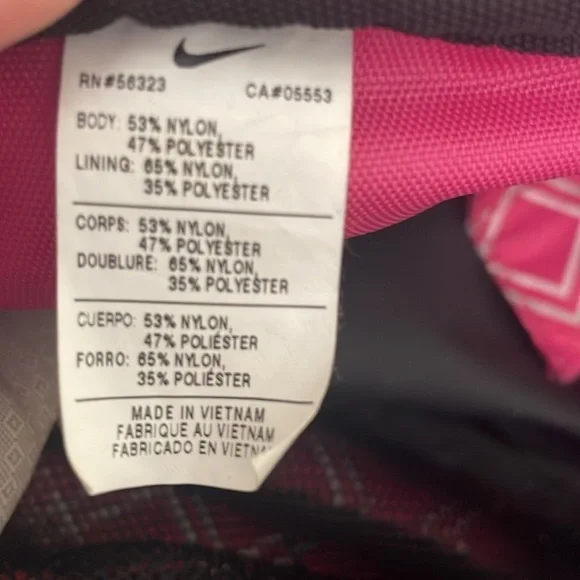 RN#56323 CA#05553
BODY: 53% NYLON,
47% POLYESTER
LINING: 65% NYLON,
35% POLYESTER
CORPS: 53% NYLON,
47% POLYESTER
DOUBLURE: 65% NYLON,
35% POLYESTER
CUERPO: 53% NYLON,
47% POLIÉSTER
FORRO: 65% NYLON,
35% POLIÉSTER
MADE IN VIETNAM
FABRIQUE AU VIETNAM
FABRICADO EN VIETNA